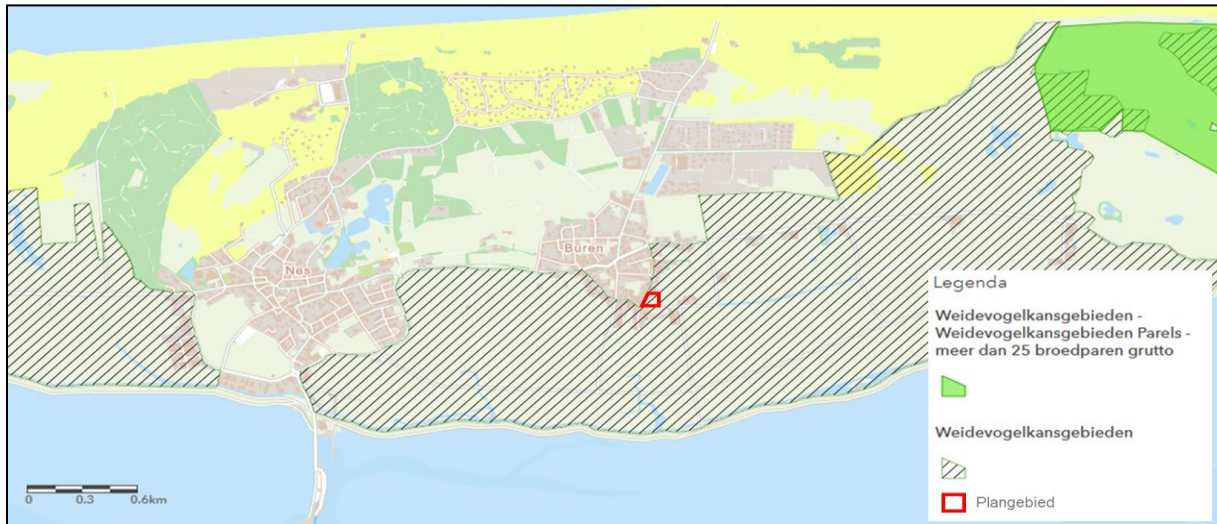 Nes
Buren
0 0.3 0.6km
Legenda
Weidevogelkansgebieden -
Weidevogelkansgebieden Parels -
meer dan 25 broedparen grutto
Weidevogelkansgebieden
Plangebied